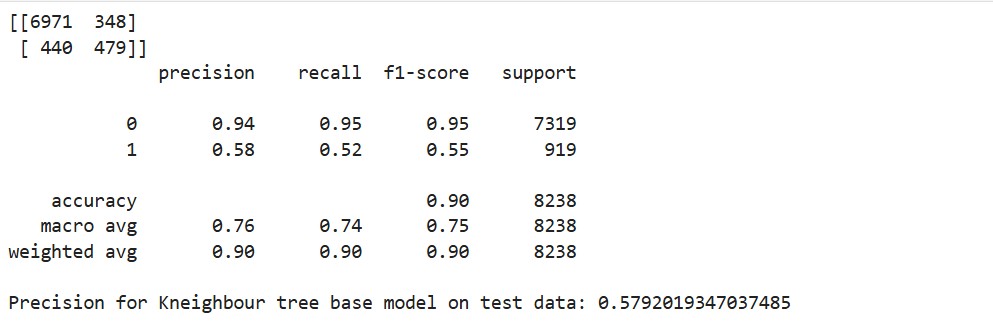 [[6971 348]
[ 440 479]]
precision recall f1-score support
0 0.94 0.95 0.95 7319
1 0.58 0.52 0.55 919
accuracy 0.90 8238
macro avg 0.76 0.74 0.75 8238
weighted avg 0.90 0.90 0.90 8238
Precision for Kneighbour tree base model on test data: 0.5792019347037485